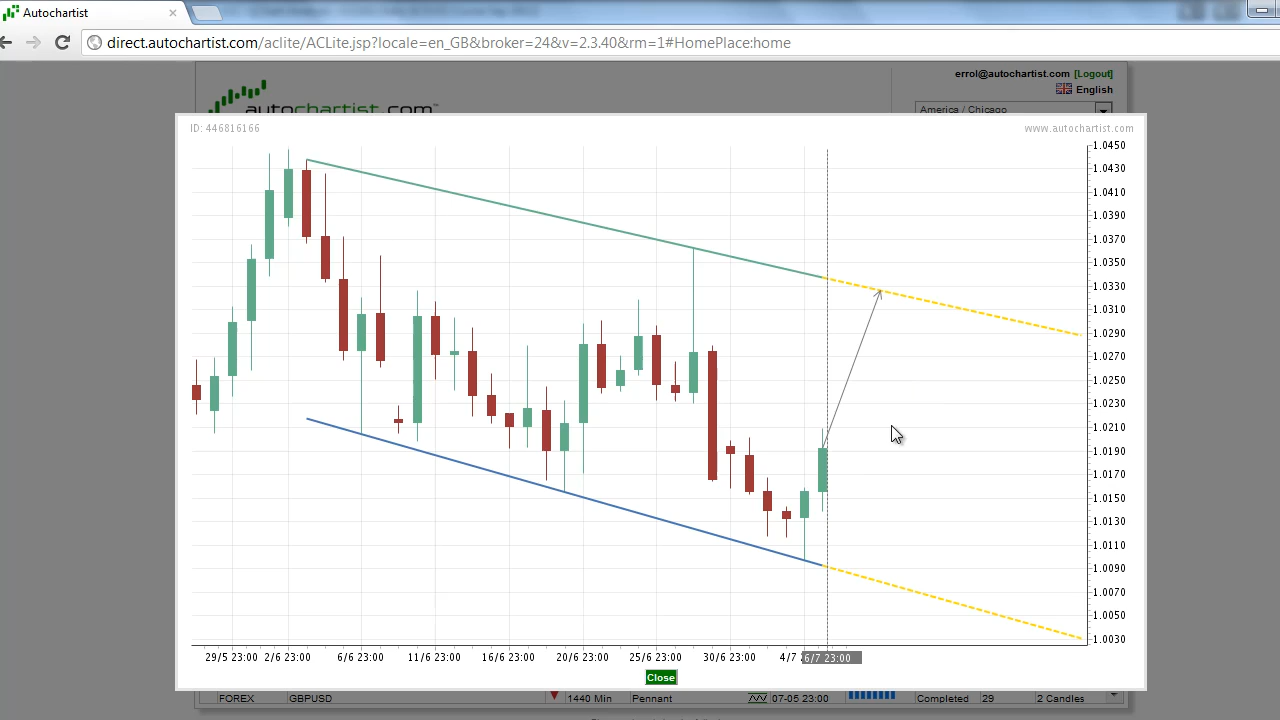 Autochartist
direct.autochartist.com/aclite/ACLite.jsp?locale=en_GB&broker=24&v=2.3.40&rm=1#HomePlace:home
errol@autochartist.com [Logout]
English
autochartist.com
America / Chicago
ID: 446816166
www.autochartist.com
1.0450
1.0430
1.0410
1.0390
1.0370
1.0350
1.0330
1.0310
1.0290
1.0270
1.0250
1.0230
1.0210
1.0190
1.0170
1.0150
1.0130
1.0110
1.0090
1.0070
1.0050
1.0030
29/5 23:00 2/6 23:00 6/6 23:00 11/6 23:00 16/6 23:00 20/6 23:00 25/6 23:00 30/6 23:00 4/7 6/7 23:00
Close
FOREX GBPUSD 1440 Min Pennant 07-05 23:00 Completed 29 2 Candles